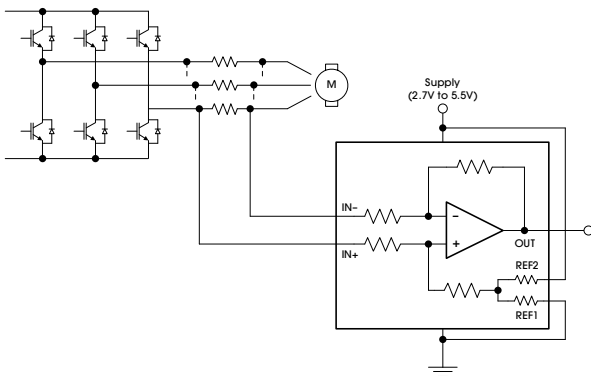 M
Supply
(2.7V to 5.5V)
IN−
−
+
OUT
IN+
REF2
REF1